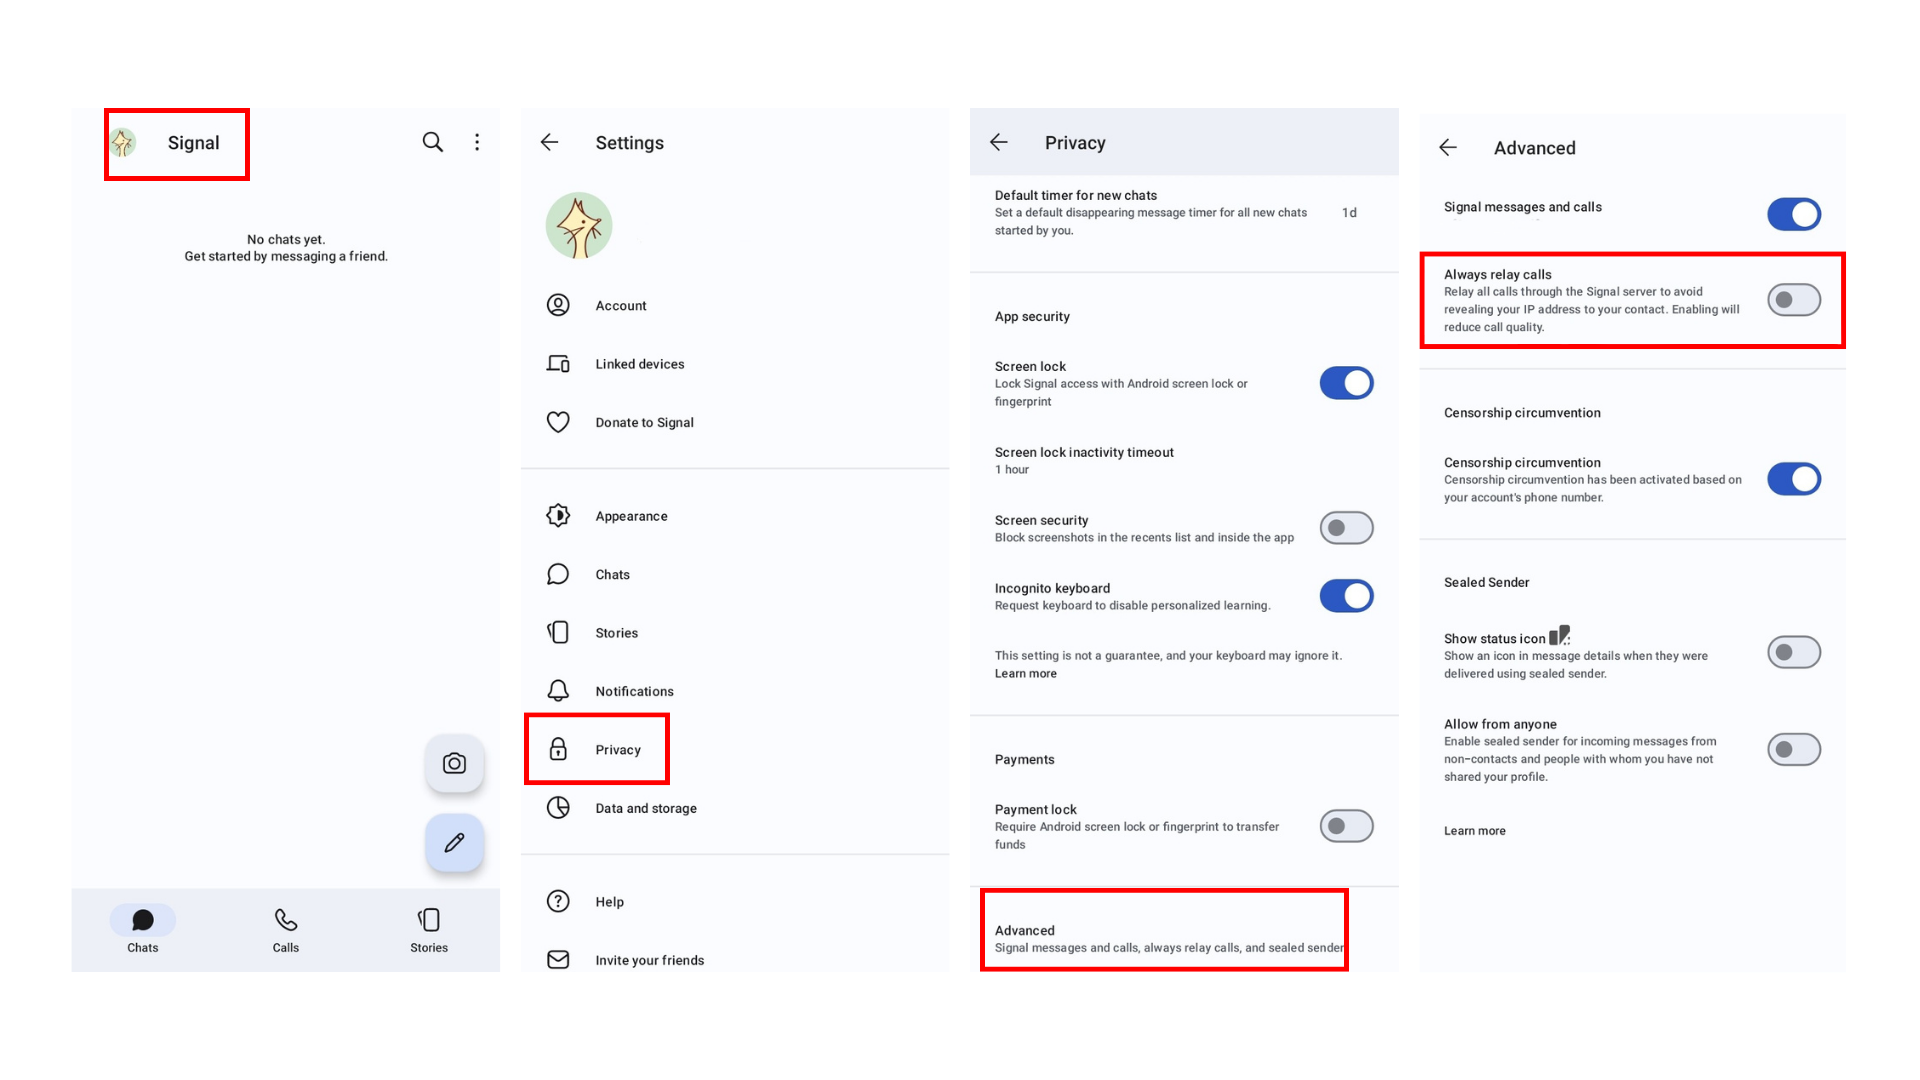 Signal
No chats yet.
Get started by messaging a friend.
Chats
Calls
Stories
Settings
Account
Linked devices
Donate to Signal
Appearance
Chats
Stories
Notifications
Privacy
Data and storage
Help
Invite your friends
Privacy
Default timer for new chats
Set a default disappearing message timer for all new chats
started by you.
1d
App security
Screen lock
Lock Signal access with Android screen lock or
fingerprint
Screen lock inactivity timeout
1 hour
Screen security
Block screenshots in the recents list and inside the app
Incognito keyboard
Request keyboard to disable personalized learning.
This setting is not a guarantee, and your keyboard may ignore it.
Learn more
Payments
Payment lock
Require Android screen lock or fingerprint to transfer
funds
Advanced
Signal messages and calls, always relay calls, and sealed sender
Advanced
Signal messages and calls
Always relay calls
Relay all calls through the Signal server to avoid
revealing your IP address to your contact. Enabling will
reduce call quality.
Censorship circumvention
Censorship circumvention
Censorship circumvention has been activated based on
your account's phone number.
Sealed Sender
Show status icon
Show an icon in message details when they were
delivered using sealed sender.
Allow from anyone
Enable sealed sender for incoming messages from
non-contacts and people with whom you have not
shared your profile.
Learn more